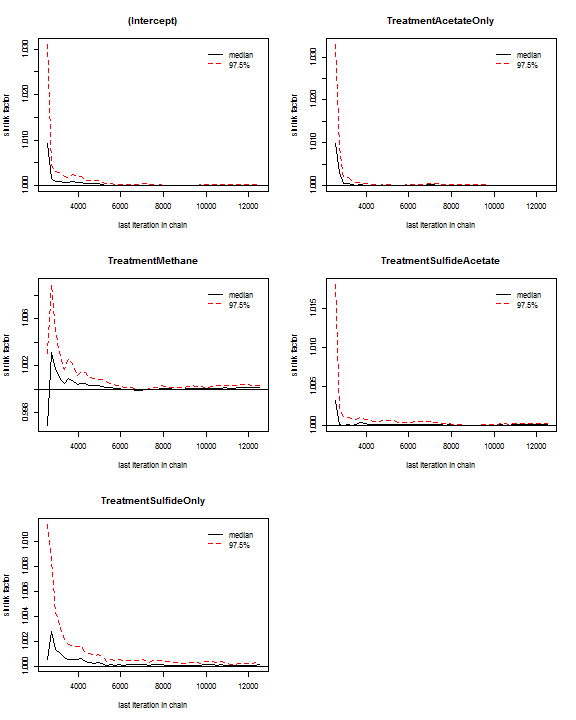 (Intercept)
median
97.5%
shrink factor
1.000
1.010
1.020
1.030
4000 6000 8000 10000 12000
last iteration in chain
TreatmentAcetateOnly
median
97.5%
shrink factor
1.000
1.010
1.020
1.030
4000 6000 8000 10000 12000
last iteration in chain
TreatmentMethane
median
97.5%
shrink factor
0.998
1.002
1.006
4000 6000 8000 10000 12000
last iteration in chain
TreatmentSulfideAcetate
median
97.5%
shrink factor
1.000
1.005
1.010
1.015
4000 6000 8000 10000 12000
last iteration in chain
TreatmentSulfideOnly
median
97.5%
shrink factor
1.000
1.002
1.004
1.006
1.008
1.010
4000 6000 8000 10000 12000
last iteration in chain